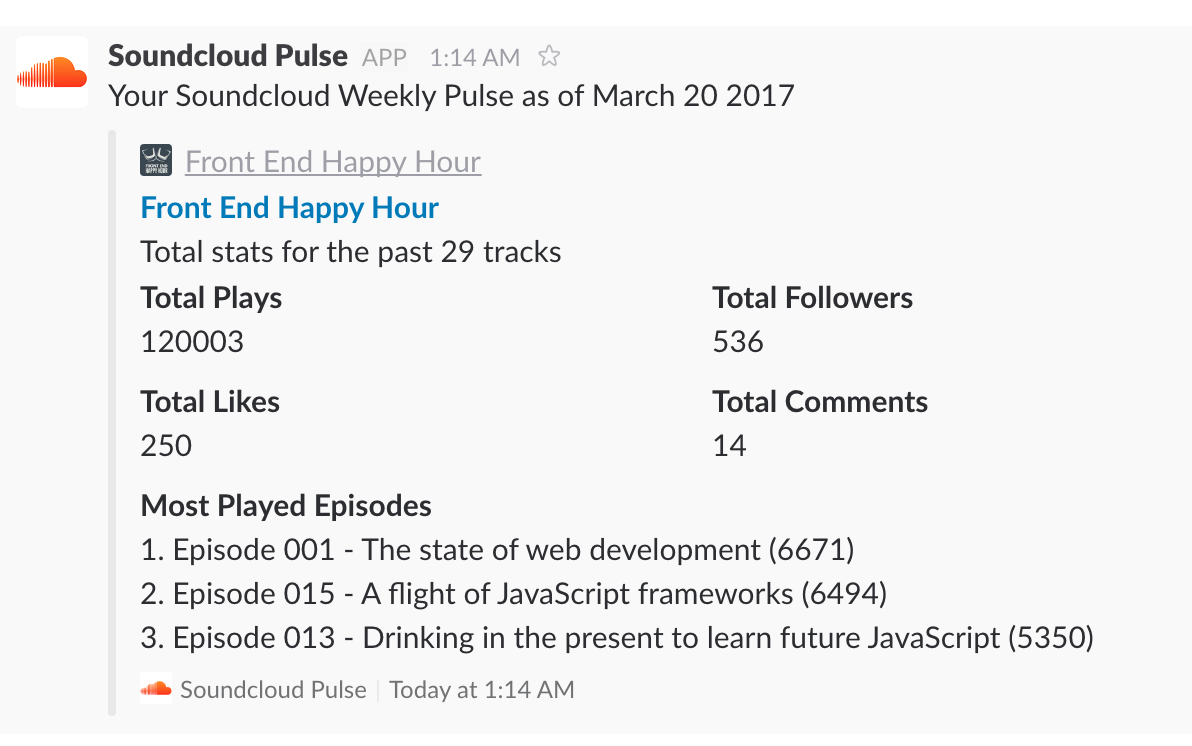 Soundcloud Pulse APP 1:14 AM
Your Soundcloud Weekly Pulse as of March 20 2017
FRONT END
HAPPY HOUR
Front End Happy Hour
Front End Happy Hour
Total stats for the past 29 tracks
Total Plays Total Followers
120003 536
Total Likes Total Comments
250 14
Most Played Episodes
1. Episode 001 - The state of web development (6671)
2. Episode 015 - A flight of JavaScript frameworks (6494)
3. Episode 013 - Drinking in the present to learn future JavaScript (5350)
Soundcloud Pulse | Today at 1:14 AM